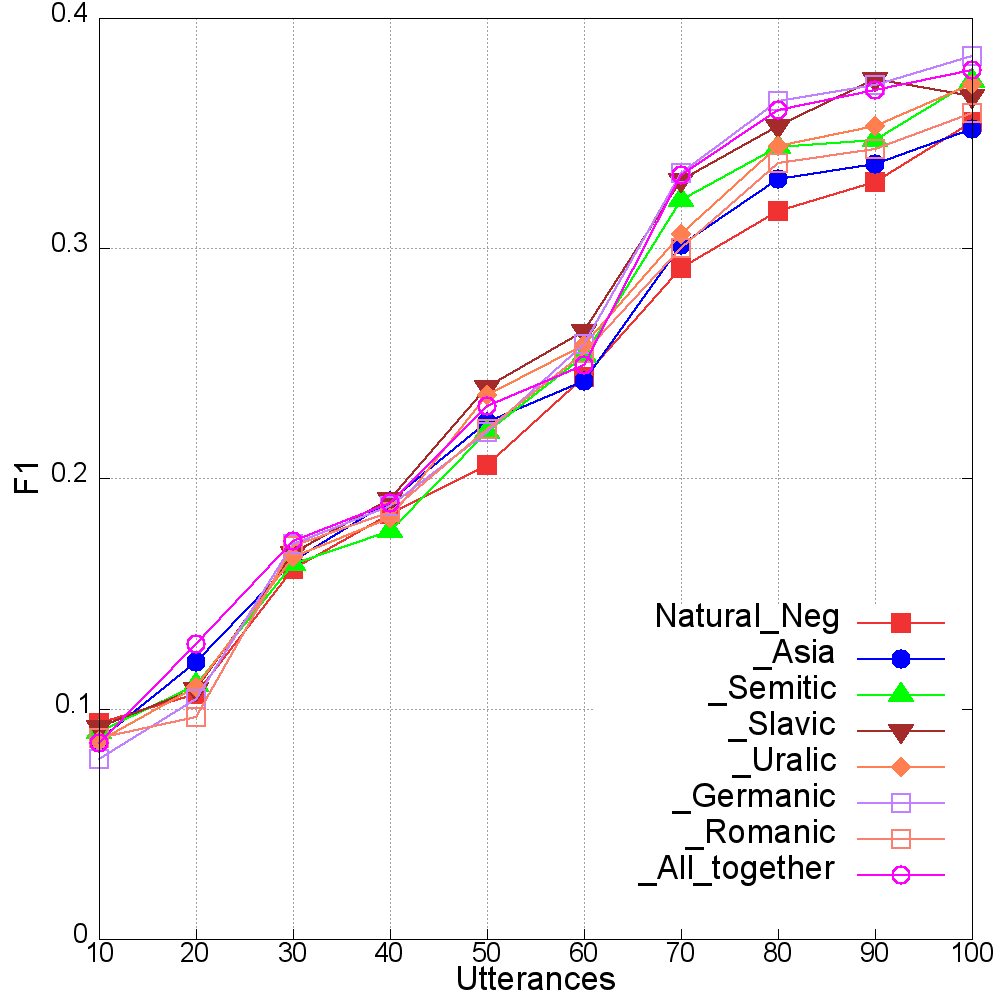 0.4
0.3
0.2
0.1
0
F1
Natural_Neg
_Asia
_Semitic
_Slavic
_Uralic
_Germanic
_Romanic
_All_together
10 20 30 40 50 60 70 80 90 100
Utterances